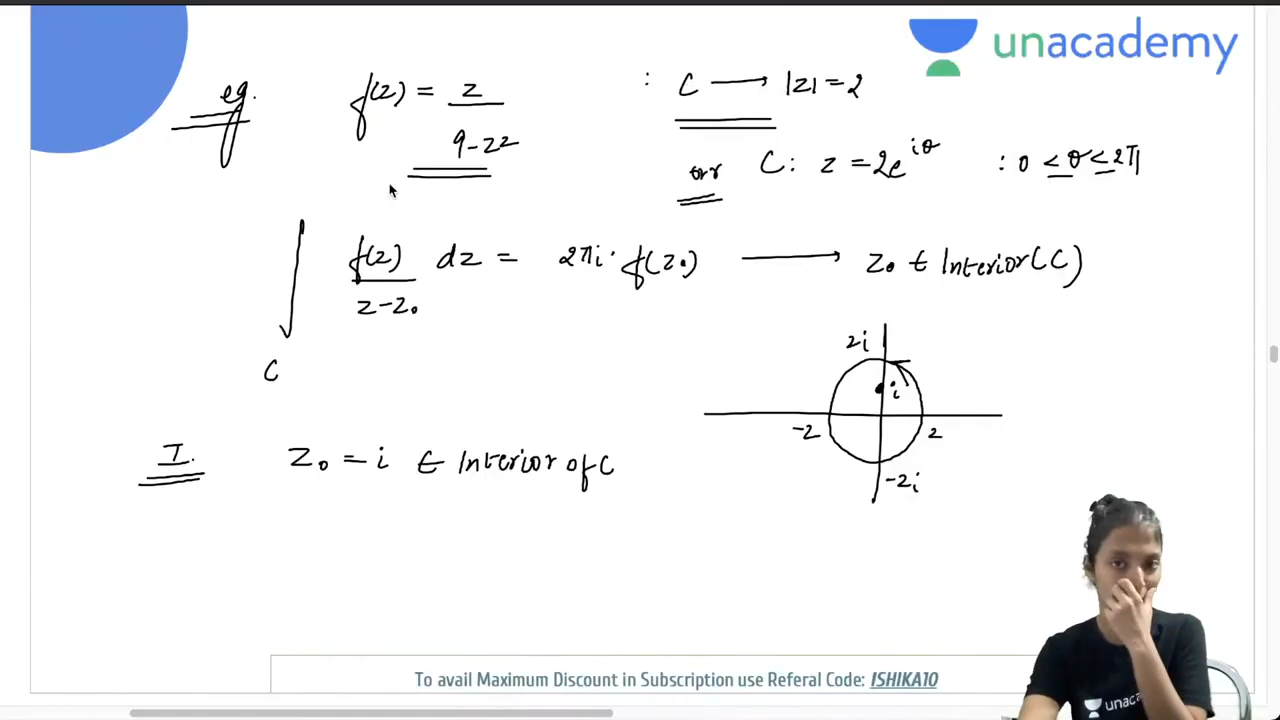 unacademy
eg. f(z) = z / 9-z² : C → |z| = 2
or C: z = 2e^{iθ} : 0 ≤ θ ≤ 2π
∫_C f(z) / z-z₀ dz = 2πi · f(z₀) → z₀ ∈ Interior(C)
2i
i
-2 2
-2i
I. z₀ = i ∈ Interior of C
To avail Maximum Discount in Subscription use Referal Code: ISHIKA10
unac